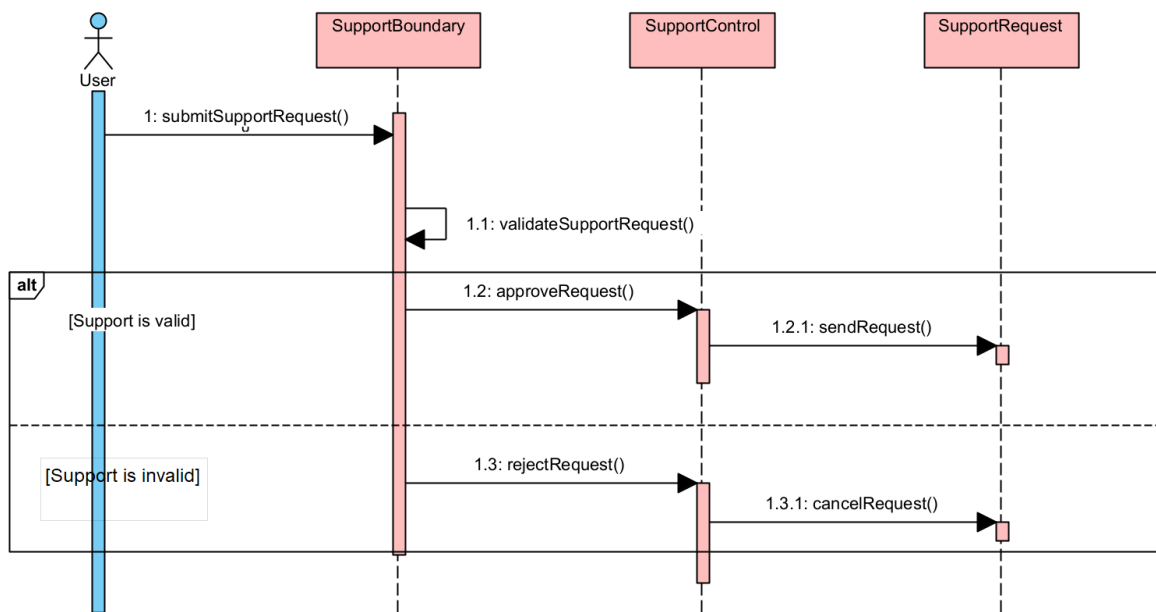 SupportBoundary
SupportControl
SupportRequest
User
1: submitSupportRequest()
1.1: validateSupportRequest()
alt
1.2: approveRequest()
[Support is valid]
1.2.1: sendRequest()
1.3: rejectRequest()
[Support is invalid]
1.3.1: cancelRequest()